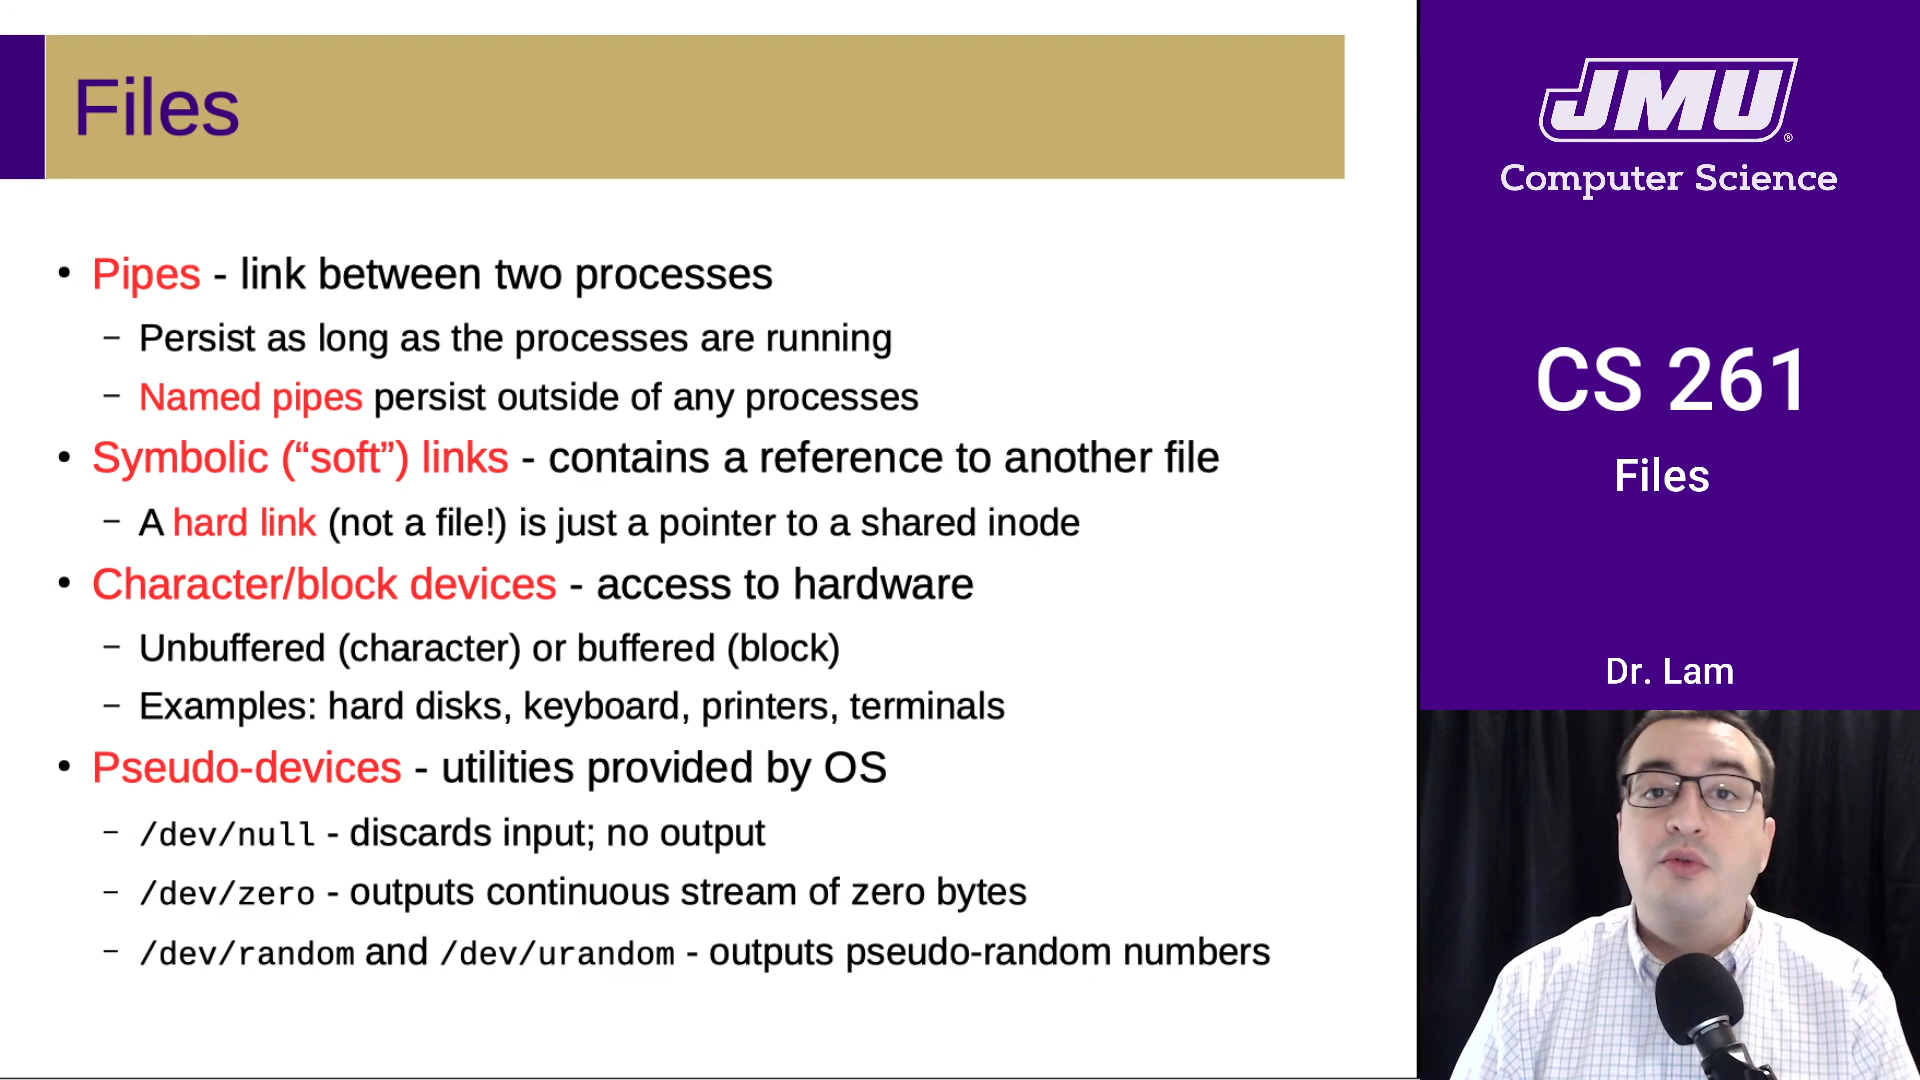 Files
• Pipes - link between two processes
– Persist as long as the processes are running
– Named pipes persist outside of any processes
• Symbolic (“soft”) links - contains a reference to another file
– A hard link (not a file!) is just a pointer to a shared inode
• Character/block devices - access to hardware
– Unbuffered (character) or buffered (block)
– Examples: hard disks, keyboard, printers, terminals
• Pseudo-devices - utilities provided by OS
– /dev/null - discards input; no output
– /dev/zero - outputs continuous stream of zero bytes
– /dev/random and /dev/urandom - outputs pseudo-random numbers
JMU®
Computer Science
CS 261
Files
Dr. Lam